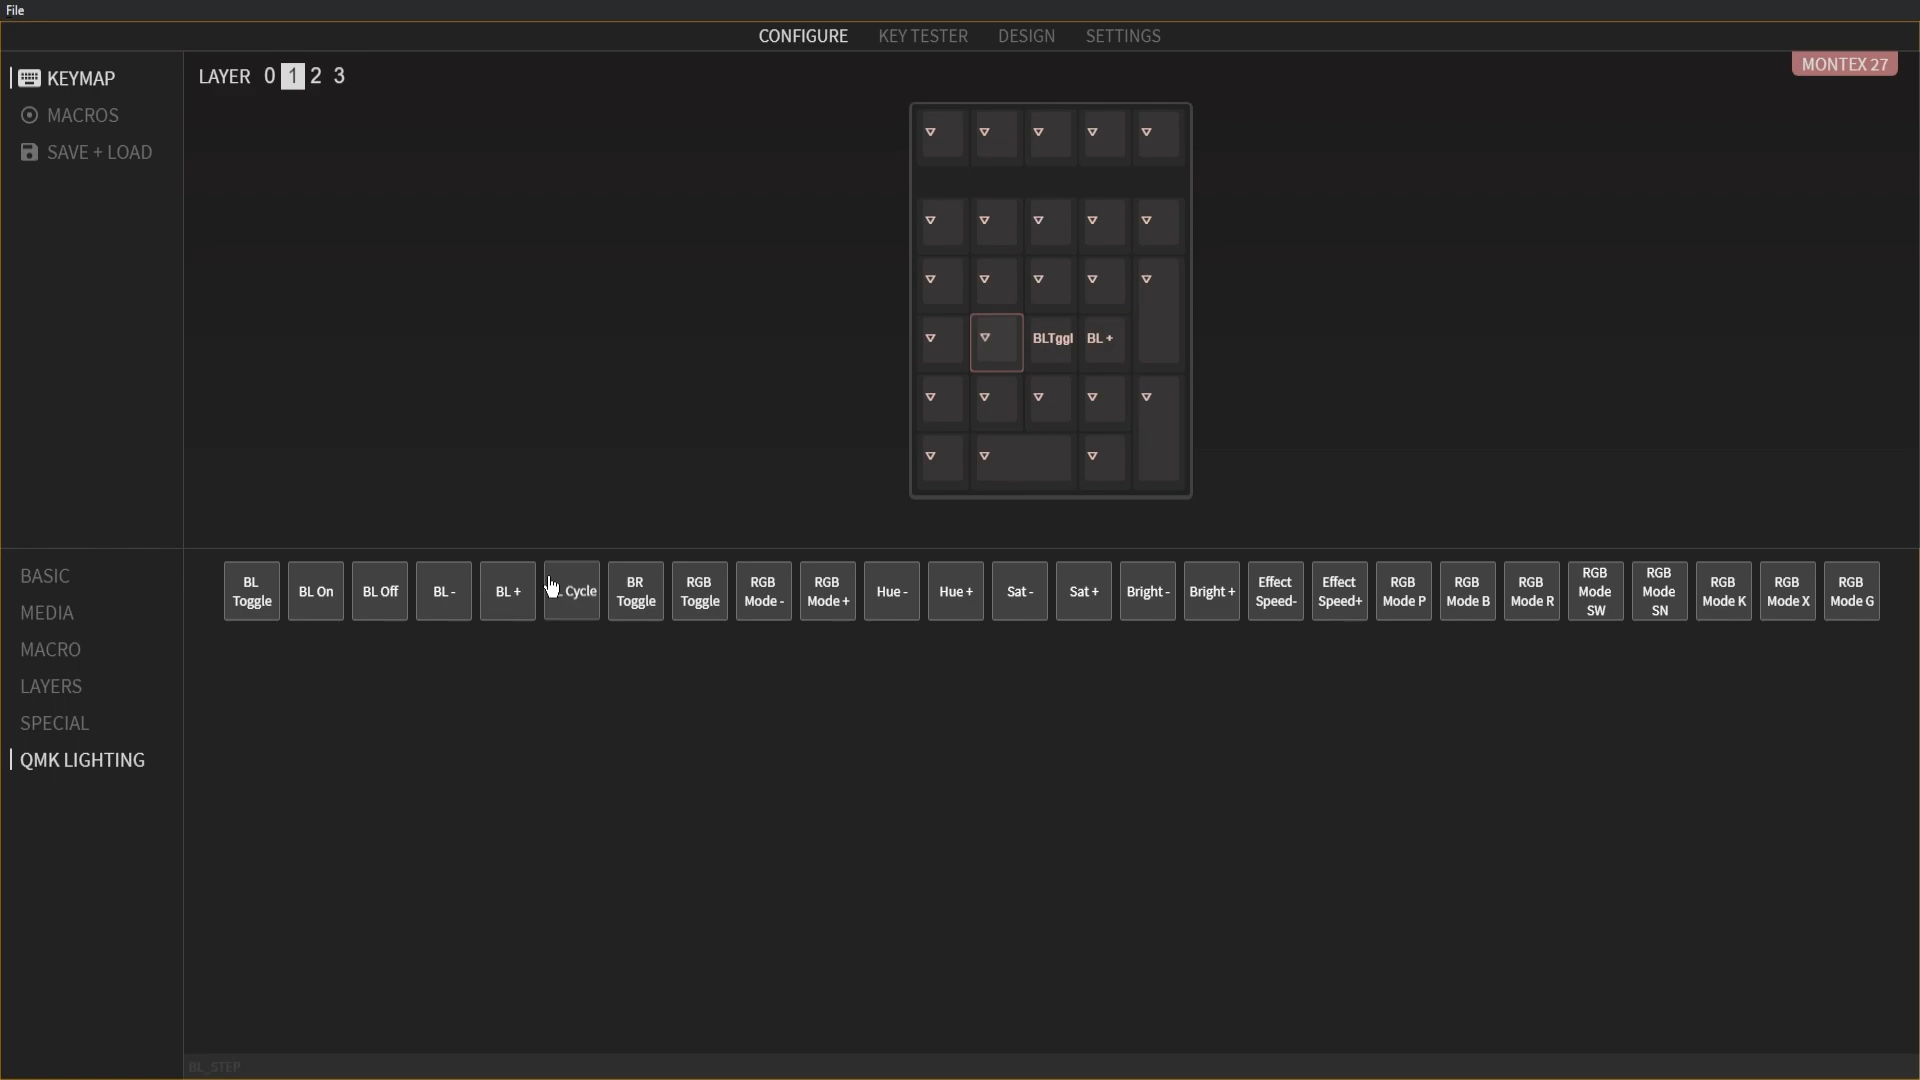 File
CONFIGURE KEY TESTER DESIGN SETTINGS
KEYMAP
MACROS
SAVE + LOAD
LAYER 0 1 2 3
MONTEX 27
BLTggl BL +
BASIC
MEDIA
MACRO
LAYERS
SPECIAL
QMK LIGHTING
BL Toggle
BL On
BL Off
BL -
BL +
Cycle
BR Toggle
RGB Toggle
RGB Mode -
RGB Mode +
Hue -
Hue +
Sat -
Sat +
Bright -
Bright +
Effect Speed-
Effect Speed+
RGB Mode P
RGB Mode B
RGB Mode R
RGB Mode SW
RGB Mode SN
RGB Mode K
RGB Mode X
RGB Mode G
BL_STEP